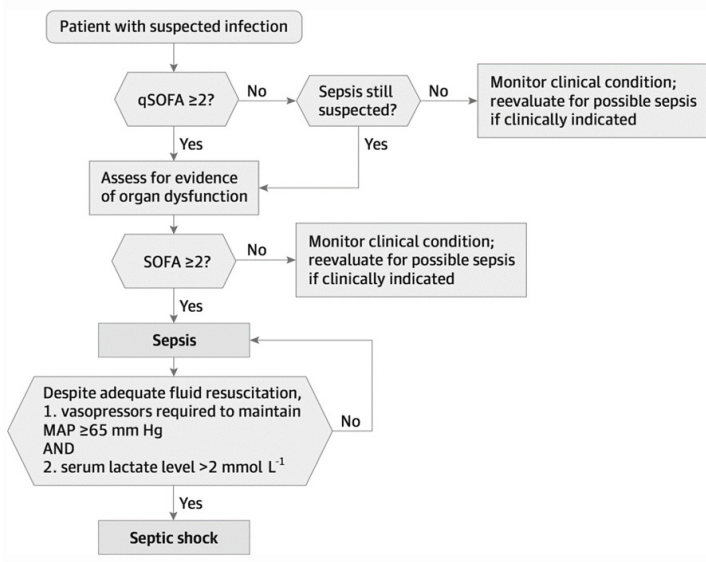 Patient with suspected infection
qSOFA ≥2?
No
Sepsis still
suspected?
No
Monitor clinical condition;
reevaluate for possible sepsis
if clinically indicated
Yes
Yes
Assess for evidence
of organ dysfunction
SOFA ≥2?
No
Monitor clinical condition;
reevaluate for possible sepsis
if clinically indicated
Yes
Sepsis
Despite adequate fluid resuscitation,
1. vasopressors required to maintain
MAP ≥65 mm Hg
AND
2. serum lactate level >2 mmol L⁻¹
No
Yes
Septic shock